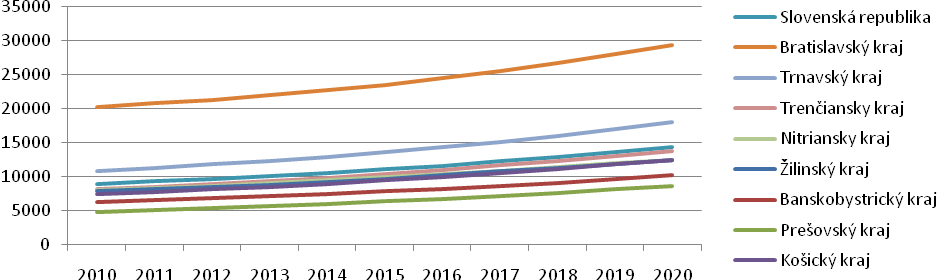 35000
30000
25000
20000
15000
10000
5000
0
2010 2011 2012 2013 2014 2015 2016 2017 2018 2019 2020
Slovenská republika
Bratislavský kraj
Trnavský kraj
Trenčiansky kraj
Nitriansky kraj
Žilinský kraj
Banskobystrický kraj
Prešovský kraj
Košický kraj